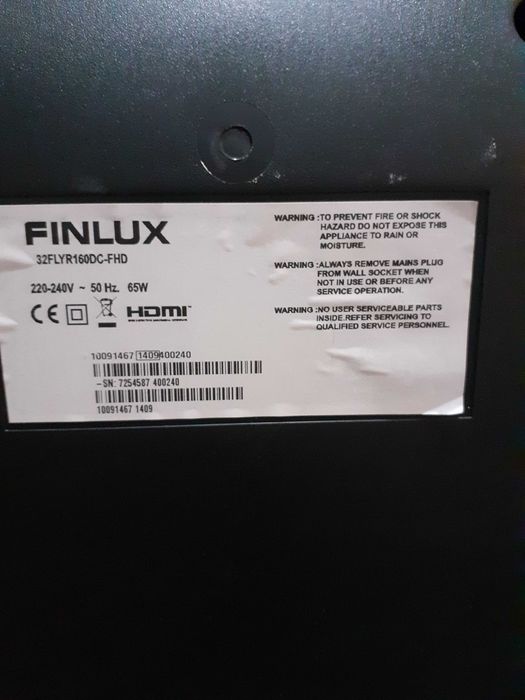 FINLUX
32FLYR160DC-FHD
220-240V ~ 50 Hz. 65W
CE HDMI™
10091467 1409400240
-SN: 7254587 400240
10091467 1409
WARNING :TO PREVENT FIRE OR SHOCK
HAZARD DO NOT EXPOSE THIS
APPLIANCE TO RAIN OR
MOISTURE.
WARNING :ALWAYS REMOVE MAINS PLUG
FROM WALL SOCKET WHEN
NOT IN USE OR BEFORE ANY
SERVICE OPERATION.
WARNING :NO USER SERVICEABLE PARTS
INSIDE.REFER SERVICING TO
QUALIFIED SERVICE PERSONNEL.